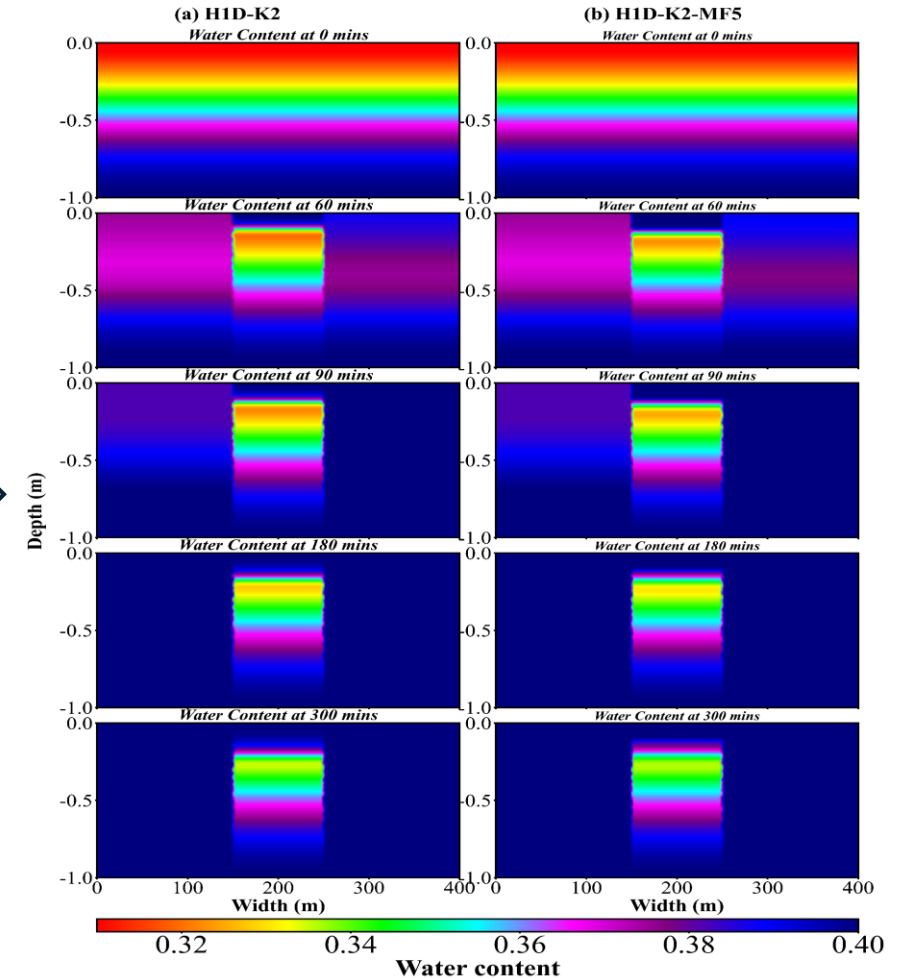 (a) H1D-K2
(b) H1D-K2-MF5
Water Content at 0 mins
Water Content at 0 mins
0.0
-0.5
-1.0
0.0
-0.5
-1.0
Water Content at 60 mins
Water Content at 60 mins
0.0
-0.5
-1.0
0.0
-0.5
-1.0
Water Content at 90 mins
Water Content at 90 mins
0.0
-0.5
-1.0
0.0
-0.5
-1.0
Depth (m)
Water Content at 180 mins
Water Content at 180 mins
0.0
-0.5
-1.0
0.0
-0.5
-1.0
Water Content at 300 mins
Water Content at 300 mins
0.0
-0.5
-1.0
0.0
-0.5
-1.0
0 100 200 300 400
0 100 200 300 400
Width (m)
Width (m)
0.32 0.34 0.36 0.38 0.40
Water content